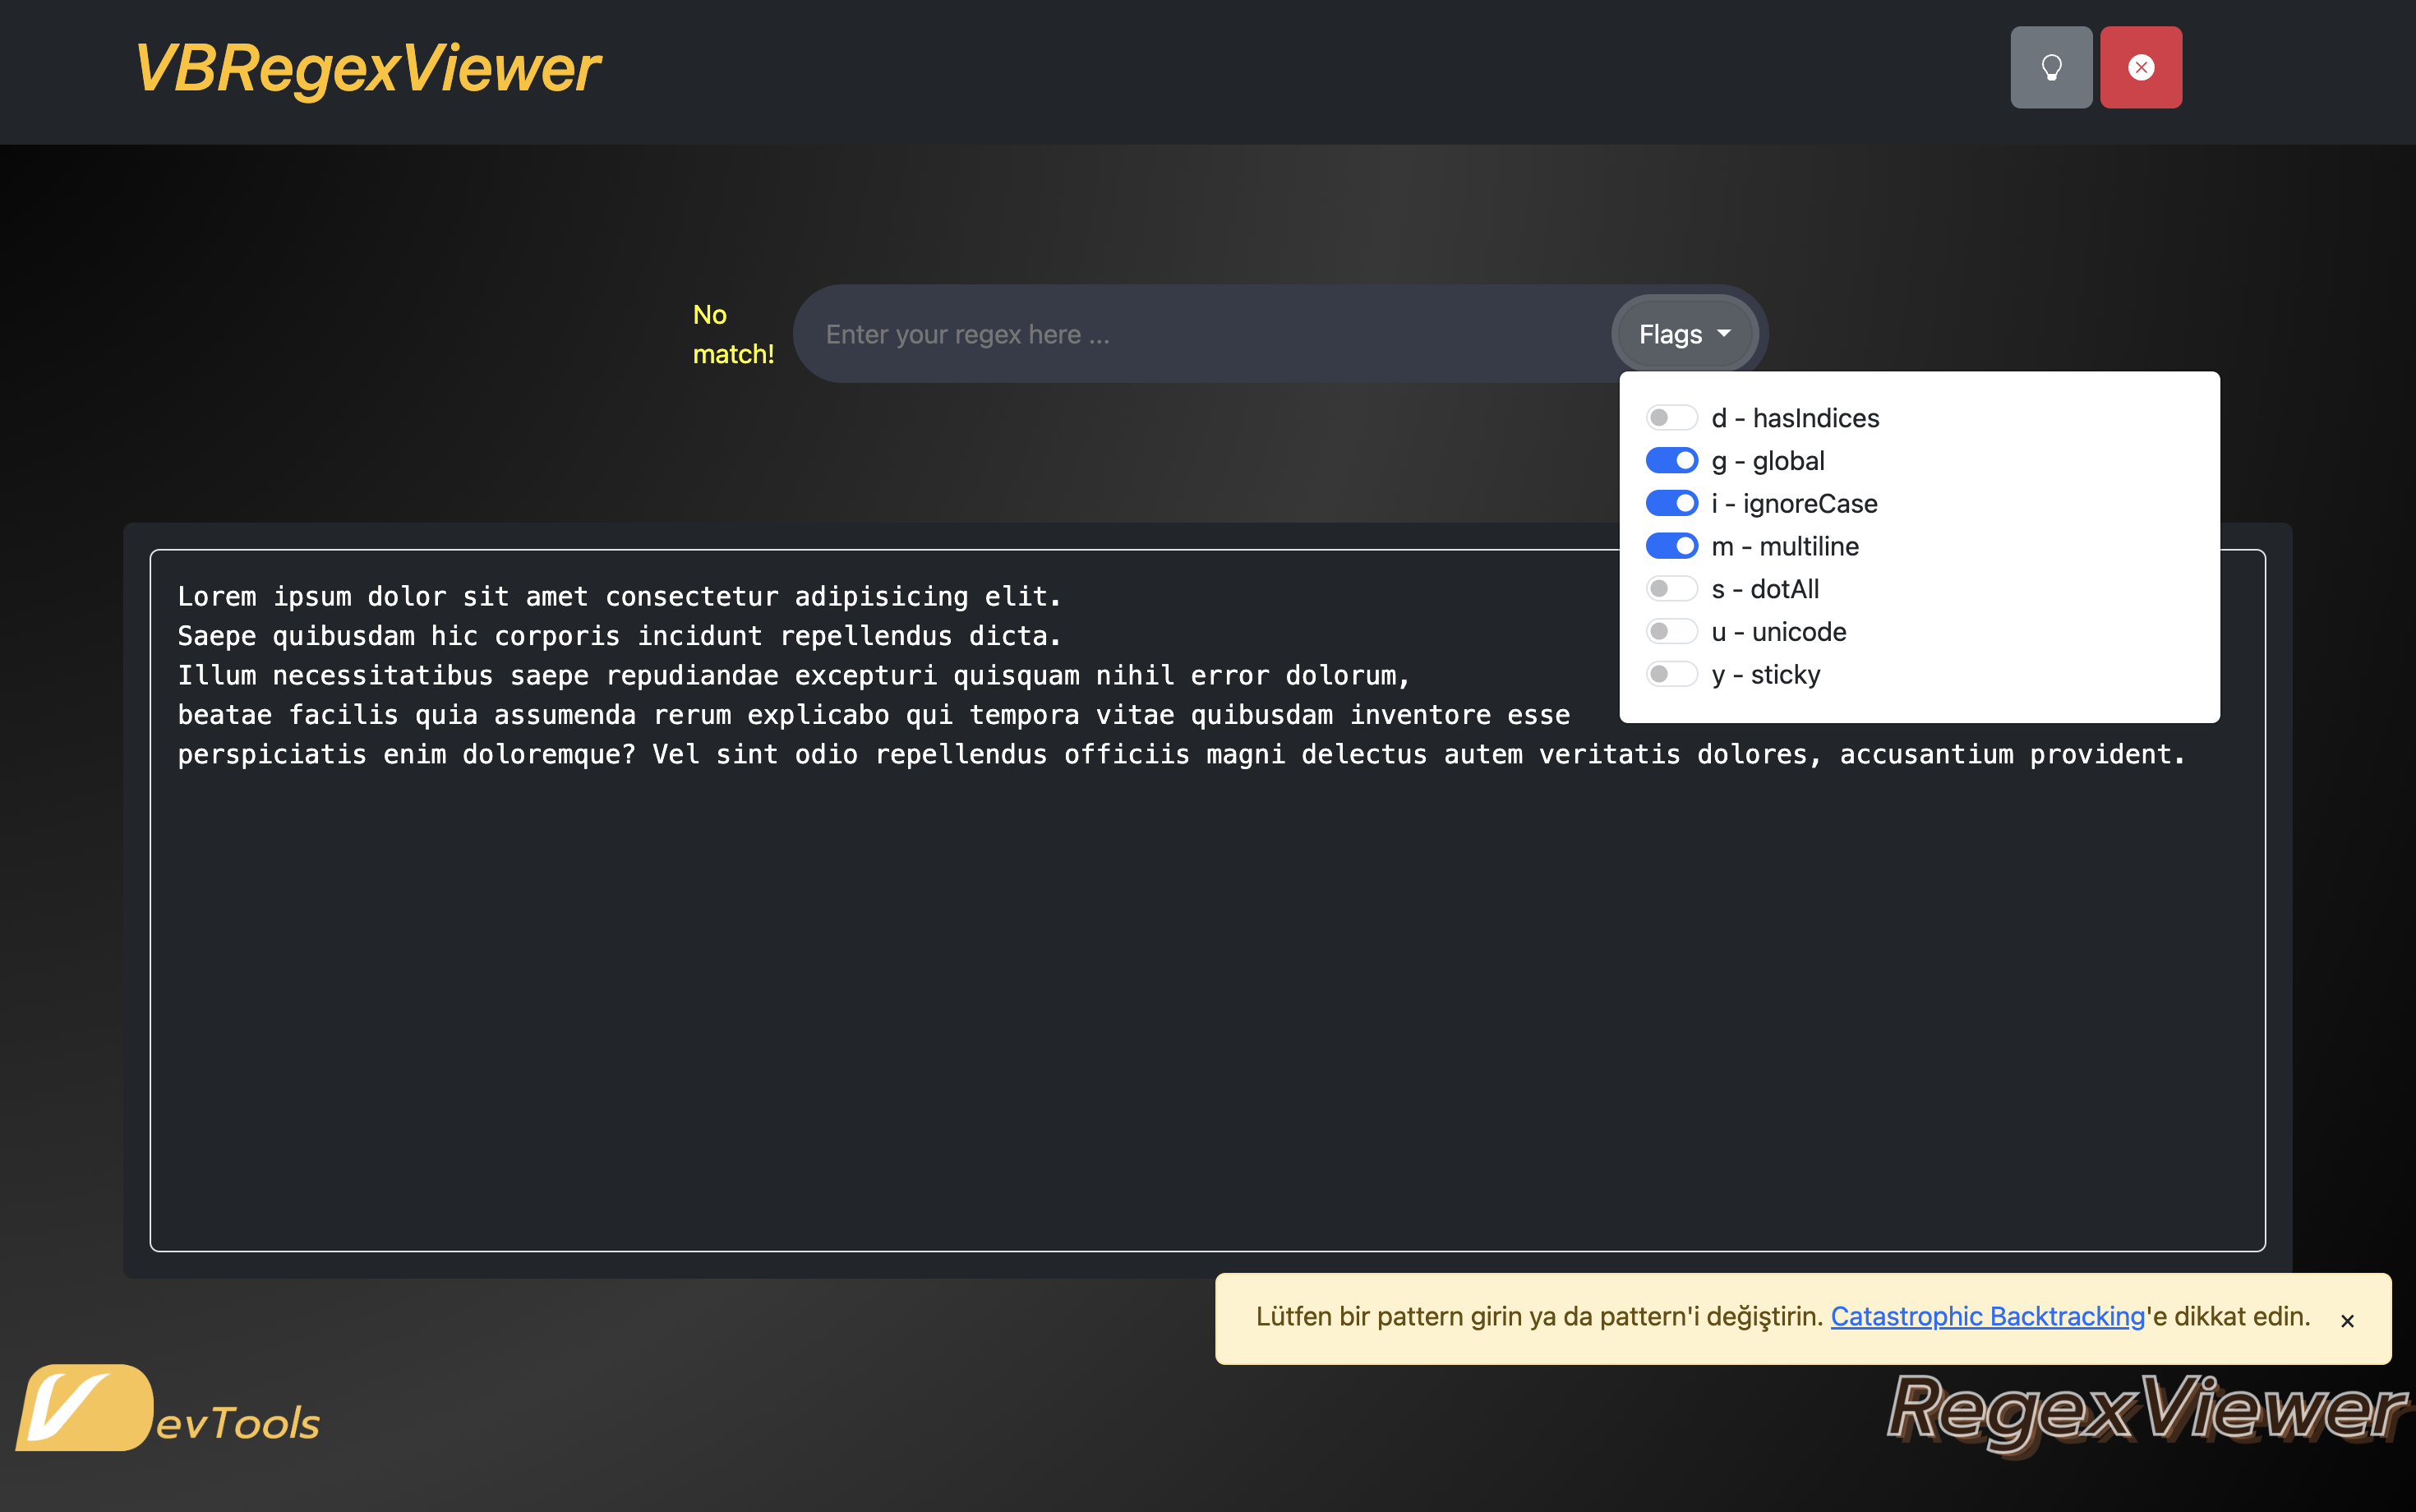 VBRegexViewer
No
match!
Enter your regex here ...
Flags
d - hasIndices
g - global
i - ignoreCase
m - multiline
s - dotAll
u - unicode
y - sticky
Lorem ipsum dolor sit amet consectetur adipisicing elit.
Saepe quibusdam hic corporis incidunt repellendus dicta.
Illum necessitatibus saepe repudiandae excepturi quisquam nihil error dolorum,
beatae facilis quia assumenda rerum explicabo qui tempora vitae quibusdam inventore esse
perspiciatis enim doloremque? Vel sint odio repellendus officiis magni delectus autem veritatis dolores, accusantium provident.
Lütfen bir pattern girin ya da pattern'i değiştirin. Catastrophic Backtracking'e dikkat edin.
VevTools
RegexViewer